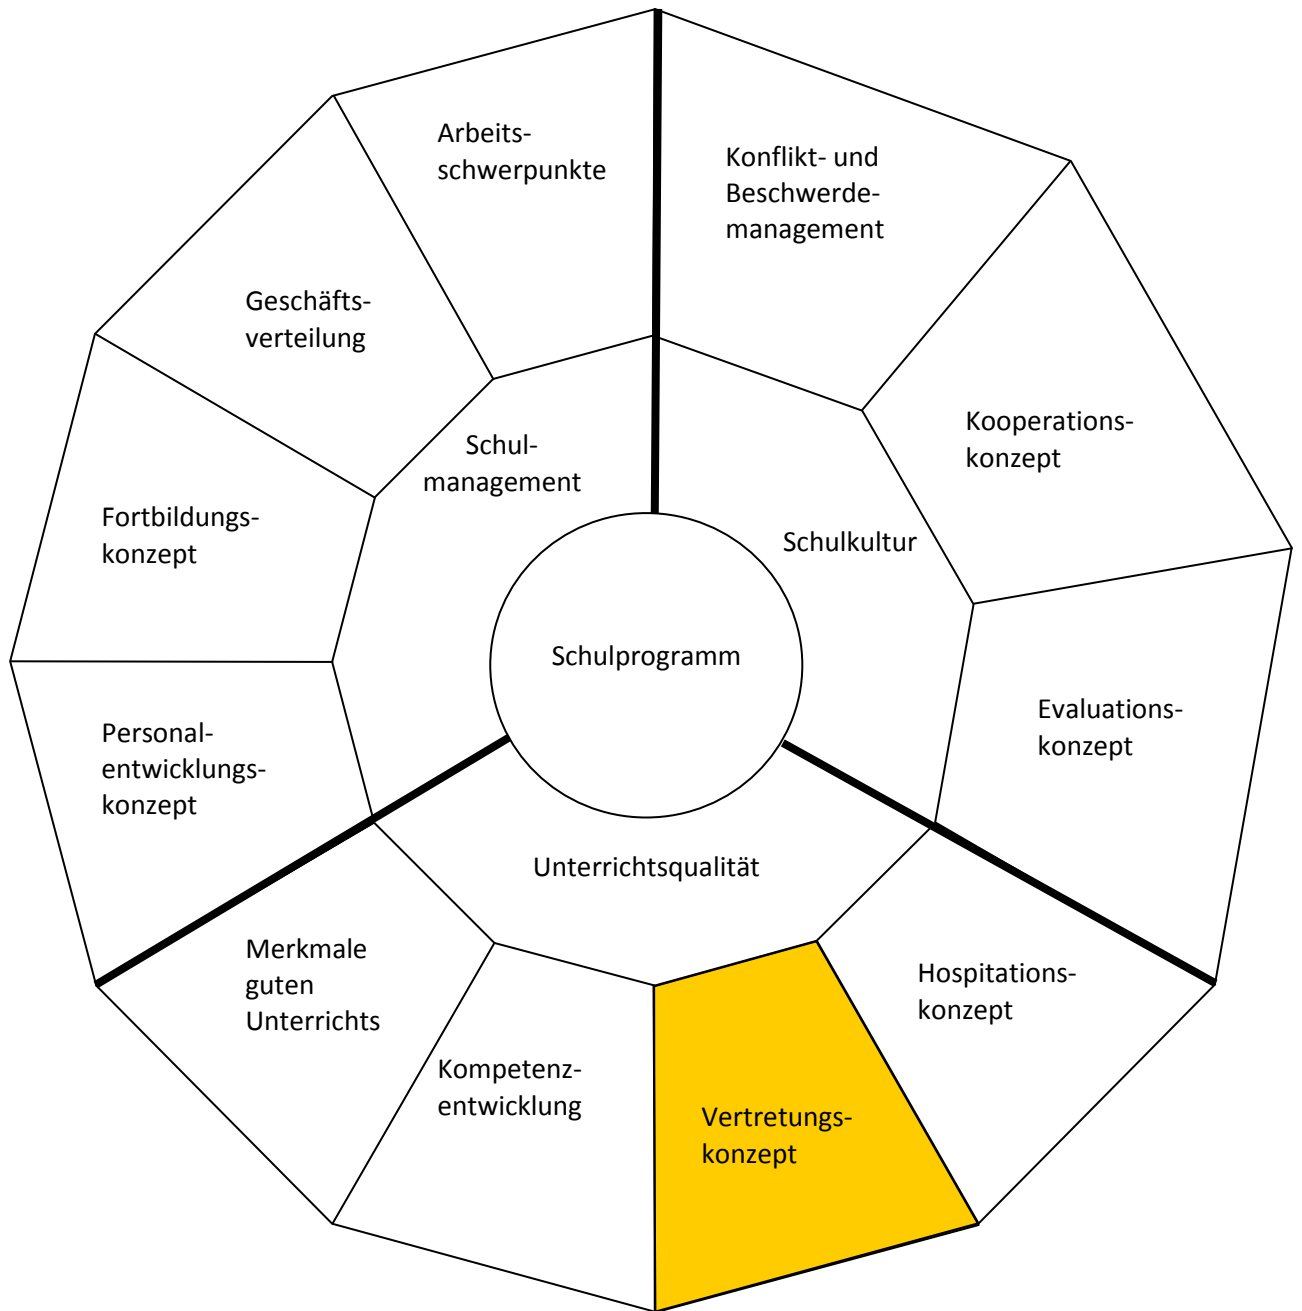 Arbeits-
schwerpunkte
Konflikt- und
Beschwerde-
management
Geschäfts-
verteilung
Kooperations-
konzept
Schul-
management
Fortbildungs-
konzept
Schulkultur
Schulprogramm
Personal-
entwicklungs-
konzept
Evaluations-
konzept
Unterrichtsqualität
Merkmale
guten
Unterrichts
Hospitations-
konzept
Kompetenz-
entwicklung
Vertretungs-
konzept